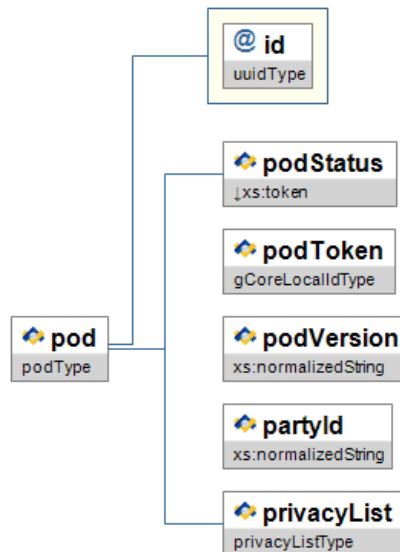 @ id
uuidType
podStatus
↓xs:token
podToken
gCoreLocalIdType
pod
podType
podVersion
xs:normalizedString
partyId
xs:normalizedString
privacyList
privacyListType